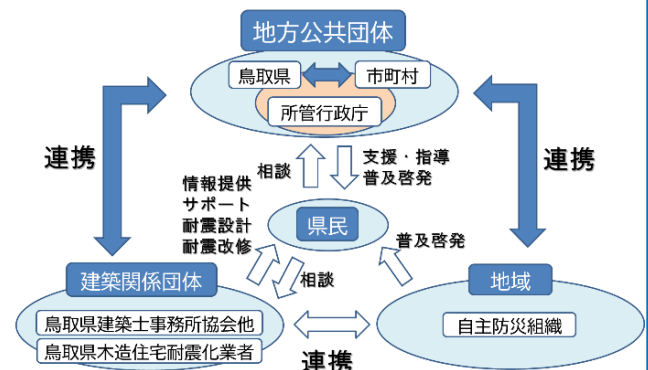 地方公共団体
鳥取県
市町村
所管行政庁
連携
連携
相談
支援・指導
普及啓発
情報提供
サポート
耐震設計
耐震改修
県民
普及啓発
相談
建築関係団体
鳥取県建築士事務所協会他
鳥取県木造住宅耐震化業者
地域
自主防災組織
連携